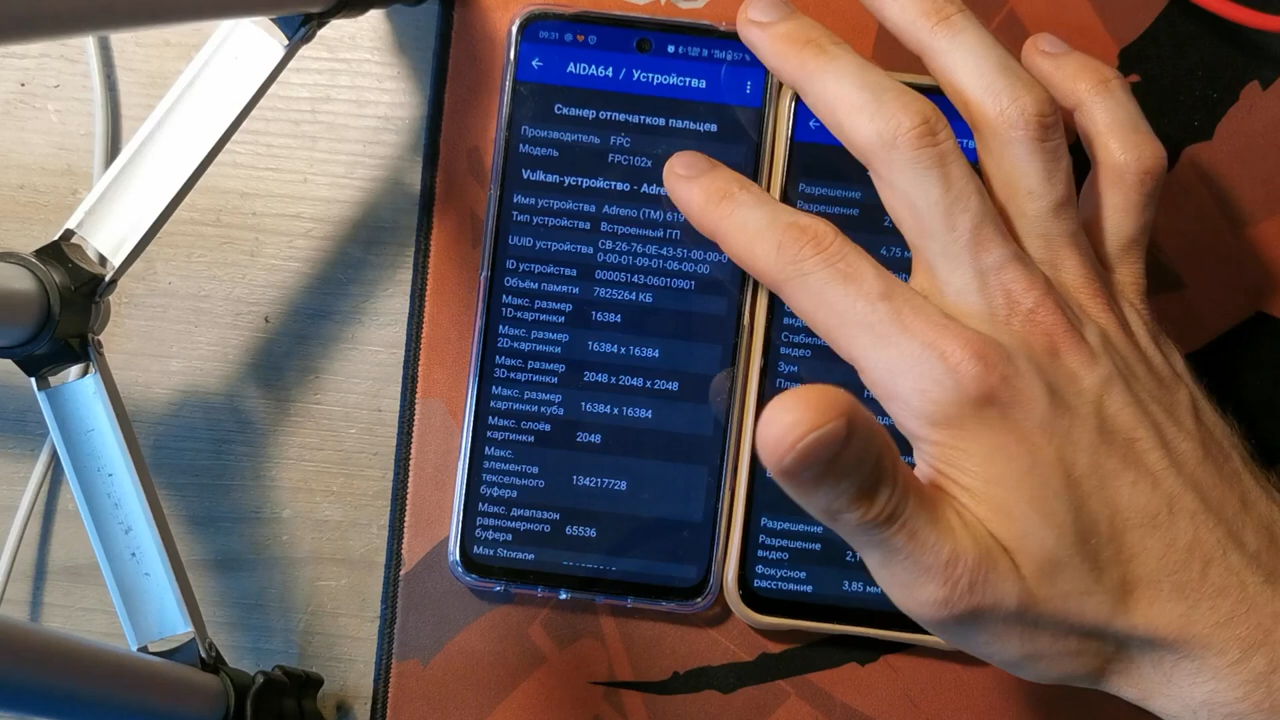 09:31
57 %
AIDA64 / Устройства
Сканер отпечатков пальцев
Производитель FPC
Модель FPC102x
Vulkan-устройство - Adre
Имя устройства Adreno (TM) 619
Тип устройства Встроенный ГП
UUID устройства CB-26-76-0E-43-51-00-00-0
0-00-01-09-01-06-00-00
ID устройства 00005143-06010901
Объём памяти 7825264 КБ
Макс. размер
1D-картинки 16384
Макс. размер
2D-картинки 16384 x 16384
Макс. размер
3D-картинки 2048 x 2048 x 2048
Макс. размер
картинки куба 16384 x 16384
Макс. слоёв
картинки 2048
Макс.
элементов
тексельного
буфера 134217728
Макс. диапазон
равномерного
буфера 65536
Max Storage
Разрешение
Разрешение
2,
4,75 м
видео
Стабилиз
видео
Зум
Плав
Разрешение
Разрешение
видео 2,1
Фокусное
расстояние 3,85 мм